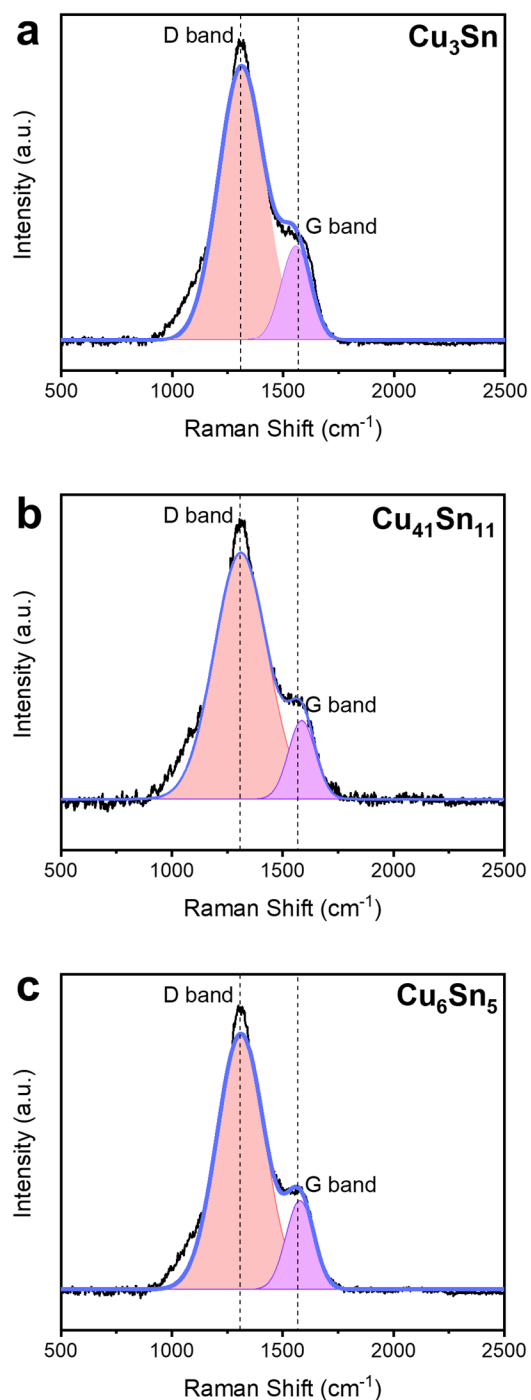 a
D band
Cu₃Sn
G band
Intensity (a.u.)
500 1000 1500 2000 2500
Raman Shift (cm⁻¹)
b
D band
Cu₄₁Sn₁₁
G band
Intensity (a.u.)
500 1000 1500 2000 2500
Raman Shift (cm⁻¹)
c
D band
Cu₆Sn₅
G band
Intensity (a.u.)
500 1000 1500 2000 2500
Raman Shift (cm⁻¹)